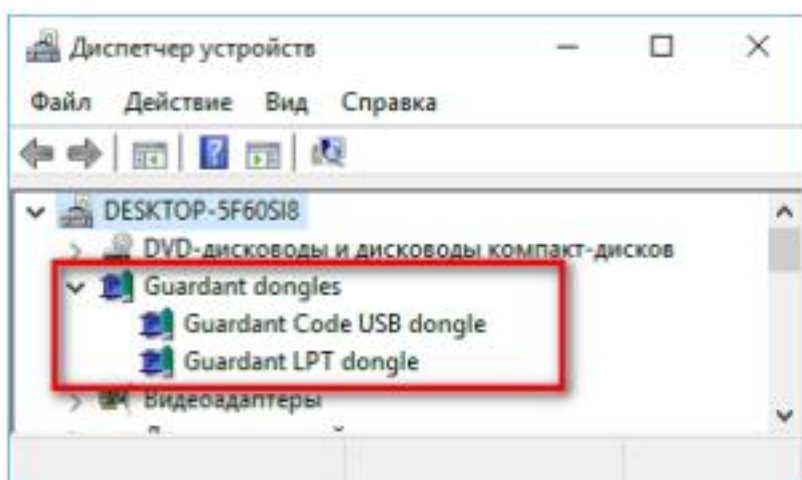 Диспетчер устройств
Файл Действие Вид Справка
DESKTOP-5F60SI8
DVD-дисководы и дисководы компакт-дисков
Guardant dongles
Guardant Code USB dongle
Guardant LPT dongle
Видеоадаптеры